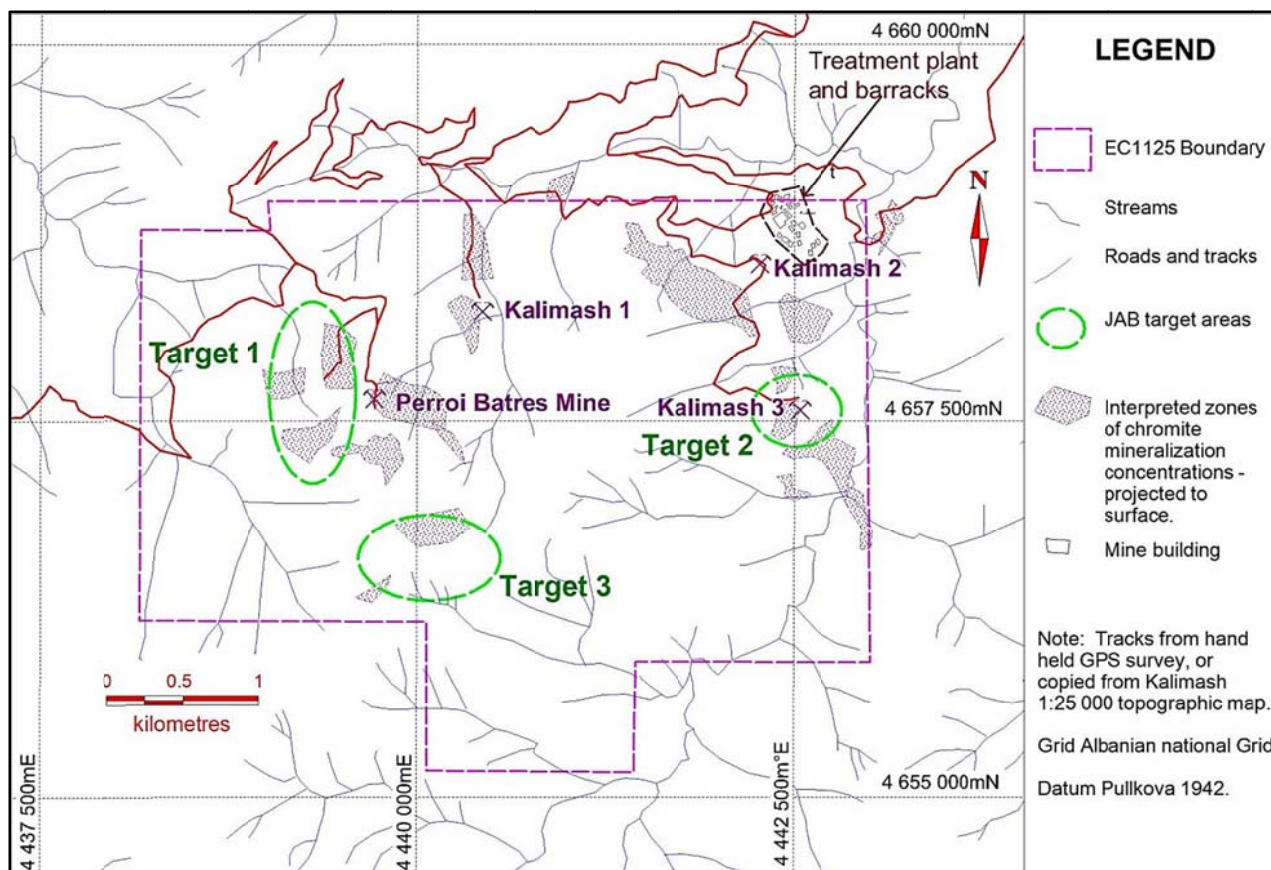 4 660 000mN
Treatment plant
and barracks
t
Kalimash 2
Kalimash 1
Target 1
Perroi Batres Mine
Kalimash 3
4 657 500mN
Target 2
Target 3
0 0.5 1
kilometres
4 655 000mN
4 437 500mE
4 440 000mE
4 442 500m°E
N
LEGEND
EC1125 Boundary
Streams
Roads and tracks
JAB target areas
Interpreted zones
of chromite
mineralization
concentrations -
projected to
surface.
Mine building
Note: Tracks from hand
held GPS survey, or
copied from Kalimash
1:25 000 topographic map.
Grid Albanian national Grid
Datum Pullkova 1942.